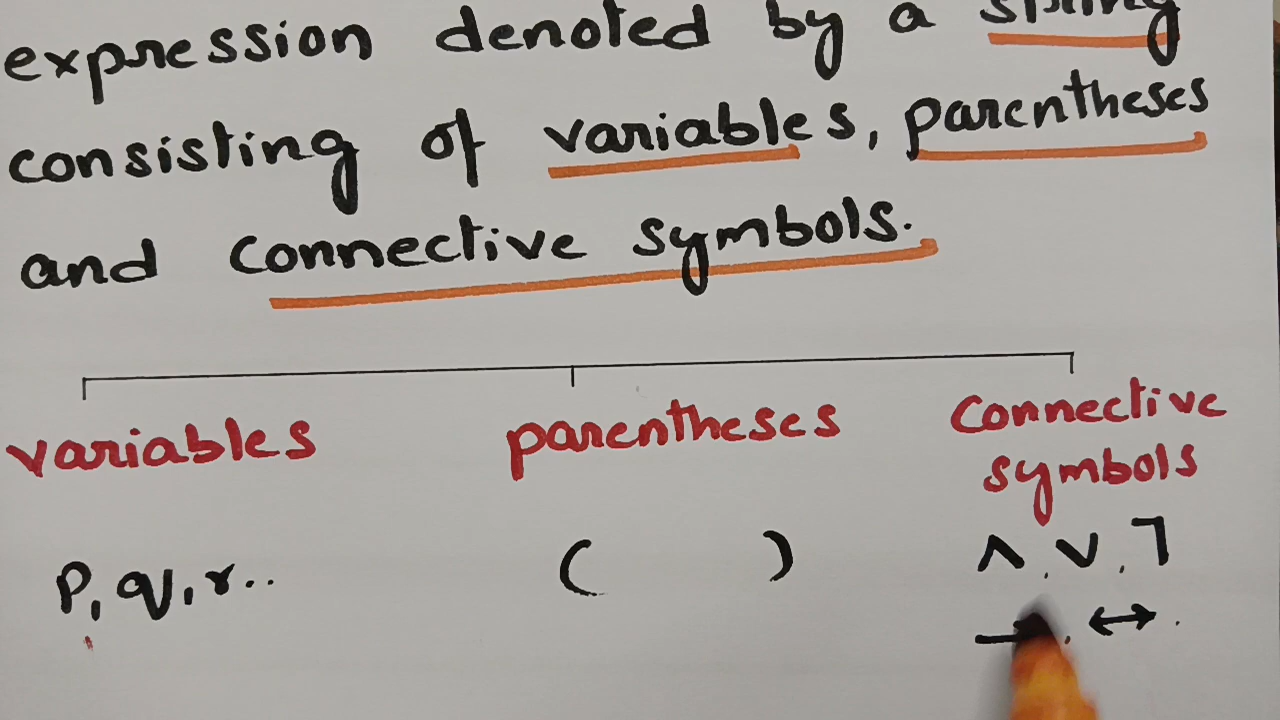 expression denoted by a string
consisting of variables, parentheses
and connective symbols.
variables parentheses connective
symbols
p, q, r.. ( ) ∧, ∨, ¬
→, ↔.